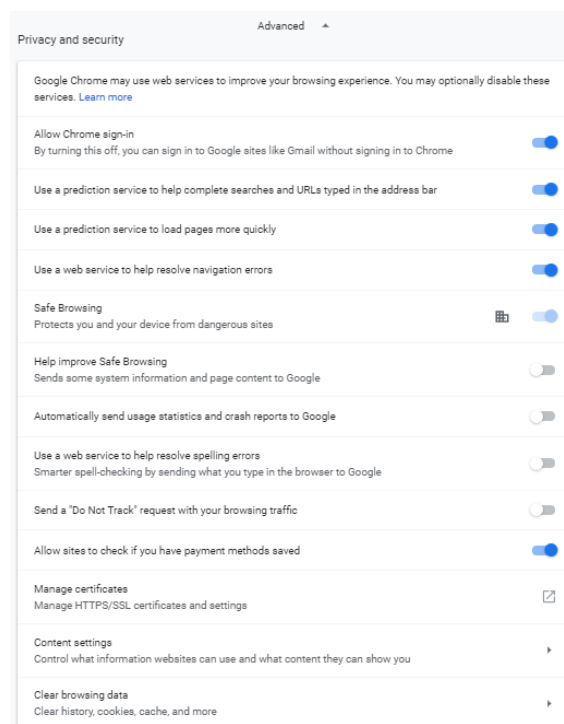 Advanced
Privacy and security
Google Chrome may use web services to improve your browsing experience. You may optionally disable these
services. Learn more
Allow Chrome sign-in
By turning this off, you can sign in to Google sites like Gmail without signing in to Chrome
Use a prediction service to help complete searches and URLs typed in the address bar
Use a prediction service to load pages more quickly
Use a web service to help resolve navigation errors
Safe Browsing
Protects you and your device from dangerous sites
Help improve Safe Browsing
Sends some system information and page content to Google
Automatically send usage statistics and crash reports to Google
Use a web service to help resolve spelling errors
Smarter spell-checking by sending what you type in the browser to Google
Send a "Do Not Track" request with your browsing traffic
Allow sites to check if you have payment methods saved
Manage certificates
Manage HTTPS/SSL certificates and settings
Content settings
Control what information websites can use and what content they can show you
Clear browsing data
Clear history, cookies, cache, and more